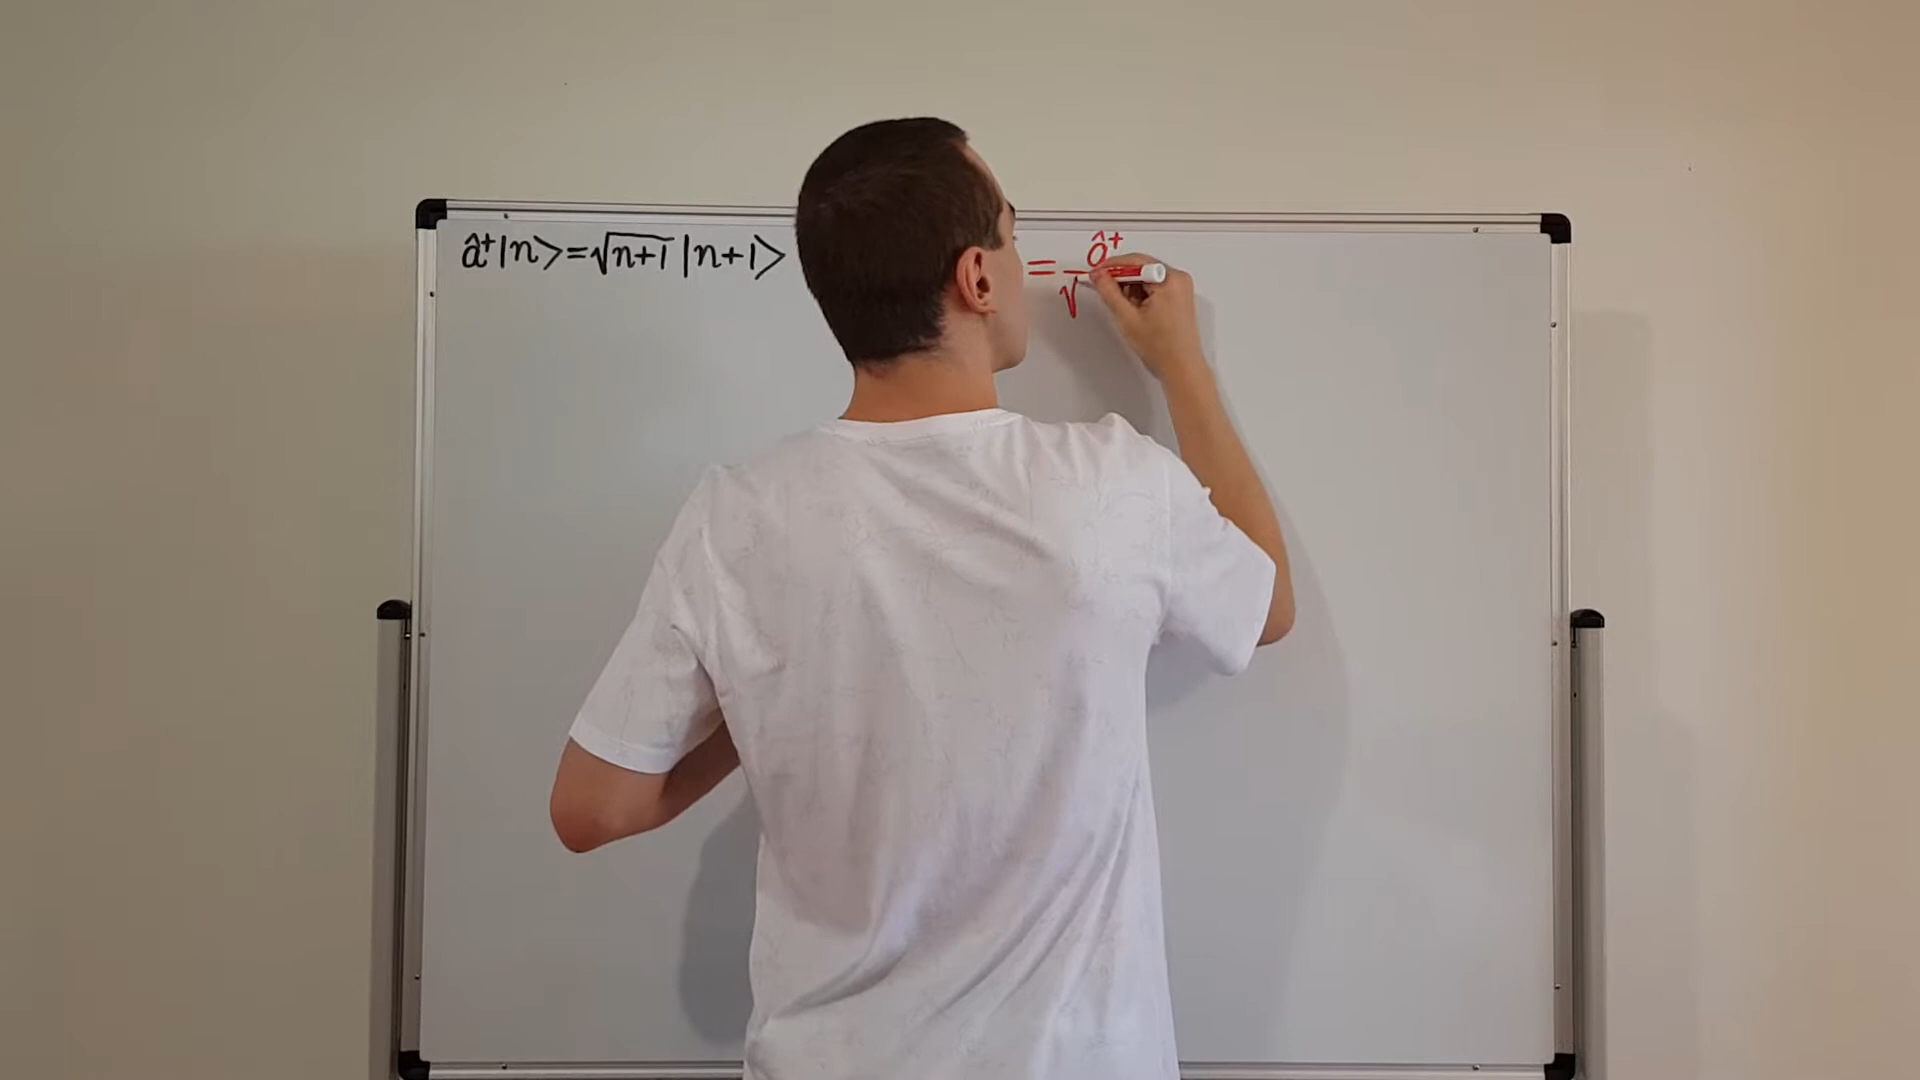 â⁺|n>=√n+1 |n+1>
= â⁺/√